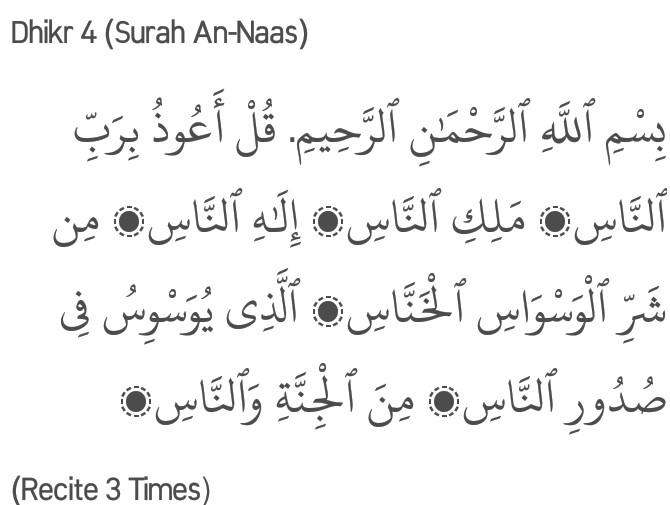 Dhikr 4 (Surah An-Naas)
بِسْمِ ٱللَّهِ ٱلرَّحْمَٰنِ ٱلرَّحِيمِ. قُلْ أَعُوذُ بِرَبِّ
ٱلنَّاسِ۝ مَلِكِ ٱلنَّاسِ۝ إِلَـٰهِ ٱلنَّاسِ۝ مِن
شَرِّ ٱلْوَسْوَاسِ ٱلْخَنَّاسِ۝ ٱلَّذِى يُوَسْوِسُ فِى
صُدُورِ ٱلنَّاسِ۝ مِنَ ٱلْجِنَّةِ وَٱلنَّاسِ۝
(Recite 3 Times)